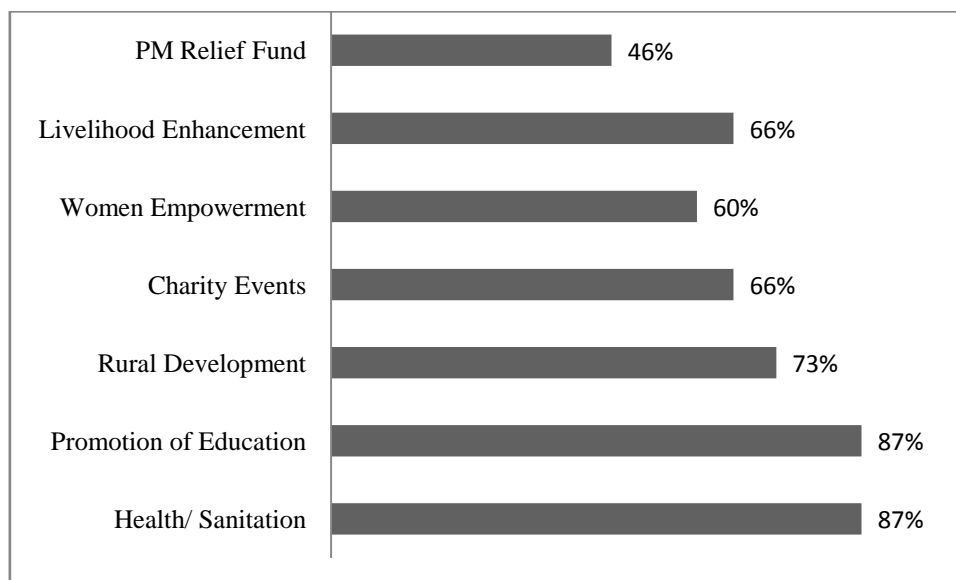 PM Relief Fund 46%
Livelihood Enhancement 66%
Women Empowerment 60%
Charity Events 66%
Rural Development 73%
Promotion of Education 87%
Health/ Sanitation 87%